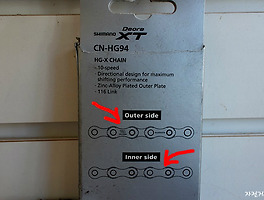 Deore
SHIMANO XT
CN-HG94
HG-X CHAIN
- 10-speed
- Directional design for maximum
shifting performance
- Zinc-Alloy Plated Outer Plate
- 116 Link
Outer side
Inner side